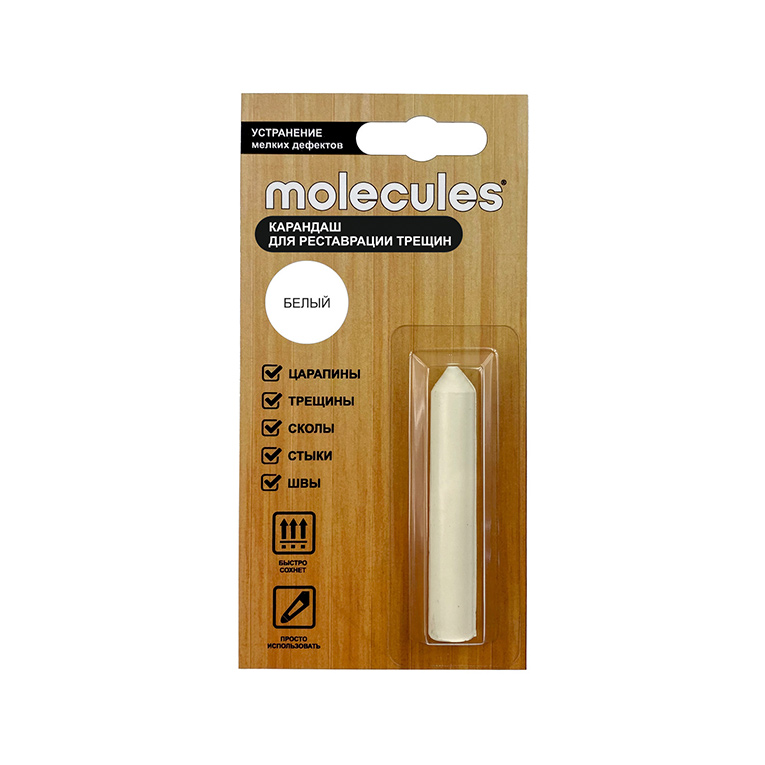 УСТРАНЕНИЕ
мелких дефектов
molecules®
КАРАНДАШ
ДЛЯ РЕСТАВРАЦИИ ТРЕЩИН
БЕЛЫЙ
ЦАРАПИНЫ
ТРЕЩИНЫ
СКОЛЫ
СТЫКИ
ШВЫ
БЫСТРО
СОХНЕТ
ПРОСТО
ИСПОЛЬЗОВАТЬ